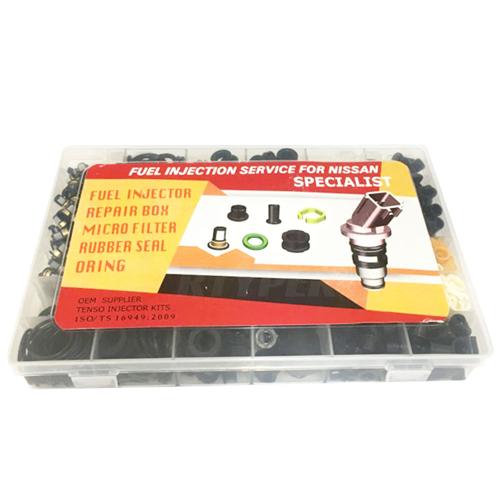 FUEL INJECTION SERVICE FOR NISSAN
SPECIALIST
FUEL INJECTOR
REPAIR BOX
MICRO FILTER
RUBBER SEAL
ORING
OEM SUPPLIER
TENSO INJECTOR KITS
ISO/TS 16949:2009